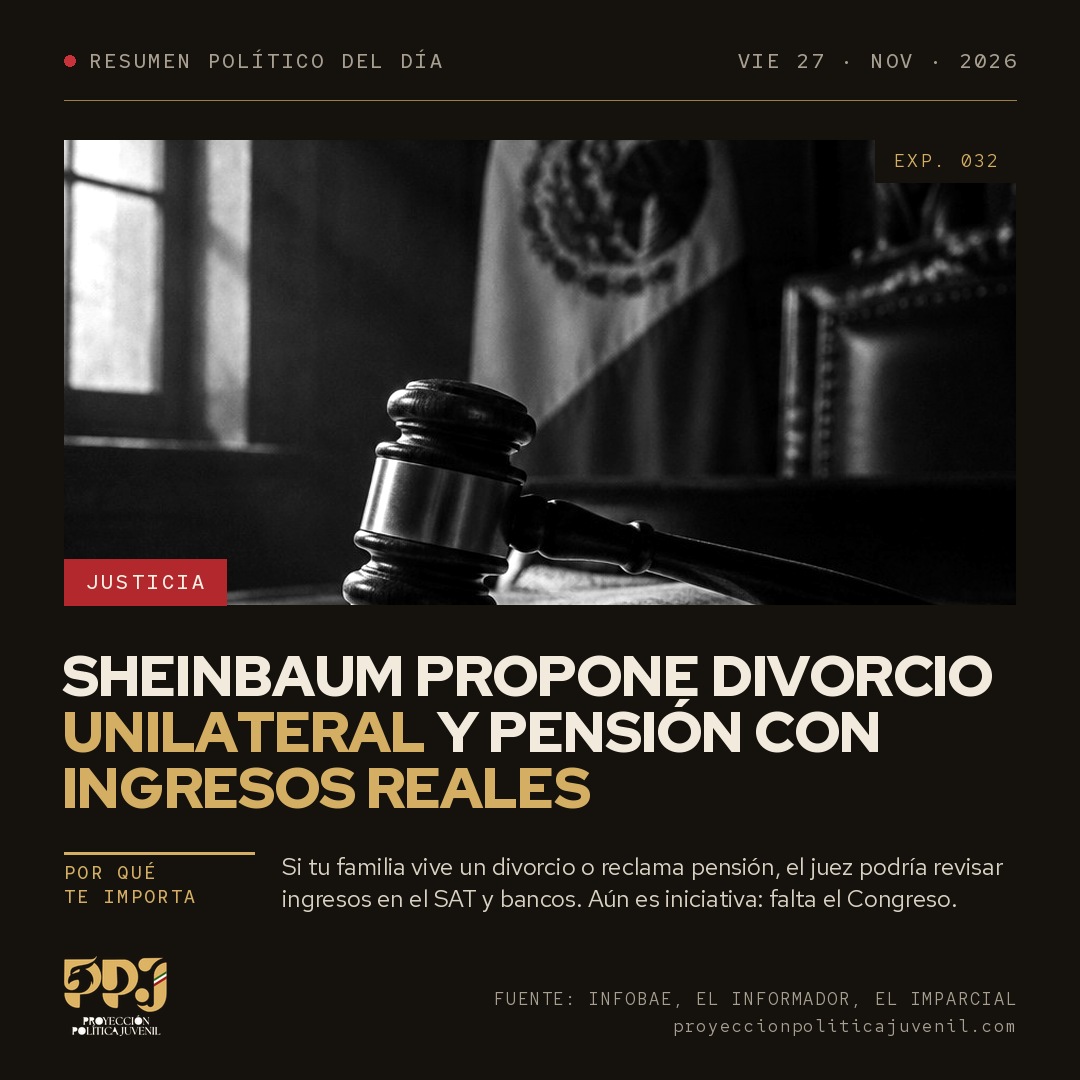 RESUMEN POLÍTICO DEL DÍA
VIE 27 · NOV · 2026
EXP. 032
JUSTICIA
SHEINBAUM PROPONE DIVORCIO
UNILATERAL Y PENSIÓN CON
INGRESOS REALES
POR QUÉ
TE IMPORTA
Si tu familia vive un divorcio o reclama pensión, el juez podría revisar
ingresos en el SAT y bancos. Aún es iniciativa: falta el Congreso.
PPJ
PROYECCIÓN
POLÍTICA JUVENIL
FUENTE: INFOBAE, EL INFORMADOR, EL IMPARCIAL
proyeccionpoliticajuvenil.com